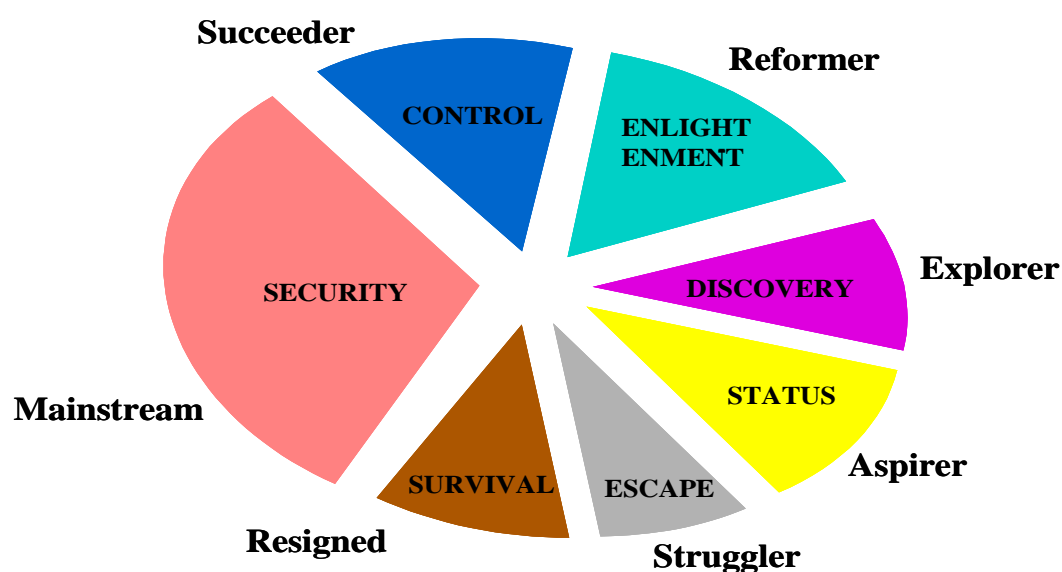 Succeeder
Reformer
CONTROL
ENLIGHT
ENMENT
Explorer
DISCOVERY
SECURITY
STATUS
Mainstream
Aspirer
SURVIVAL
ESCAPE
Resigned
Struggler